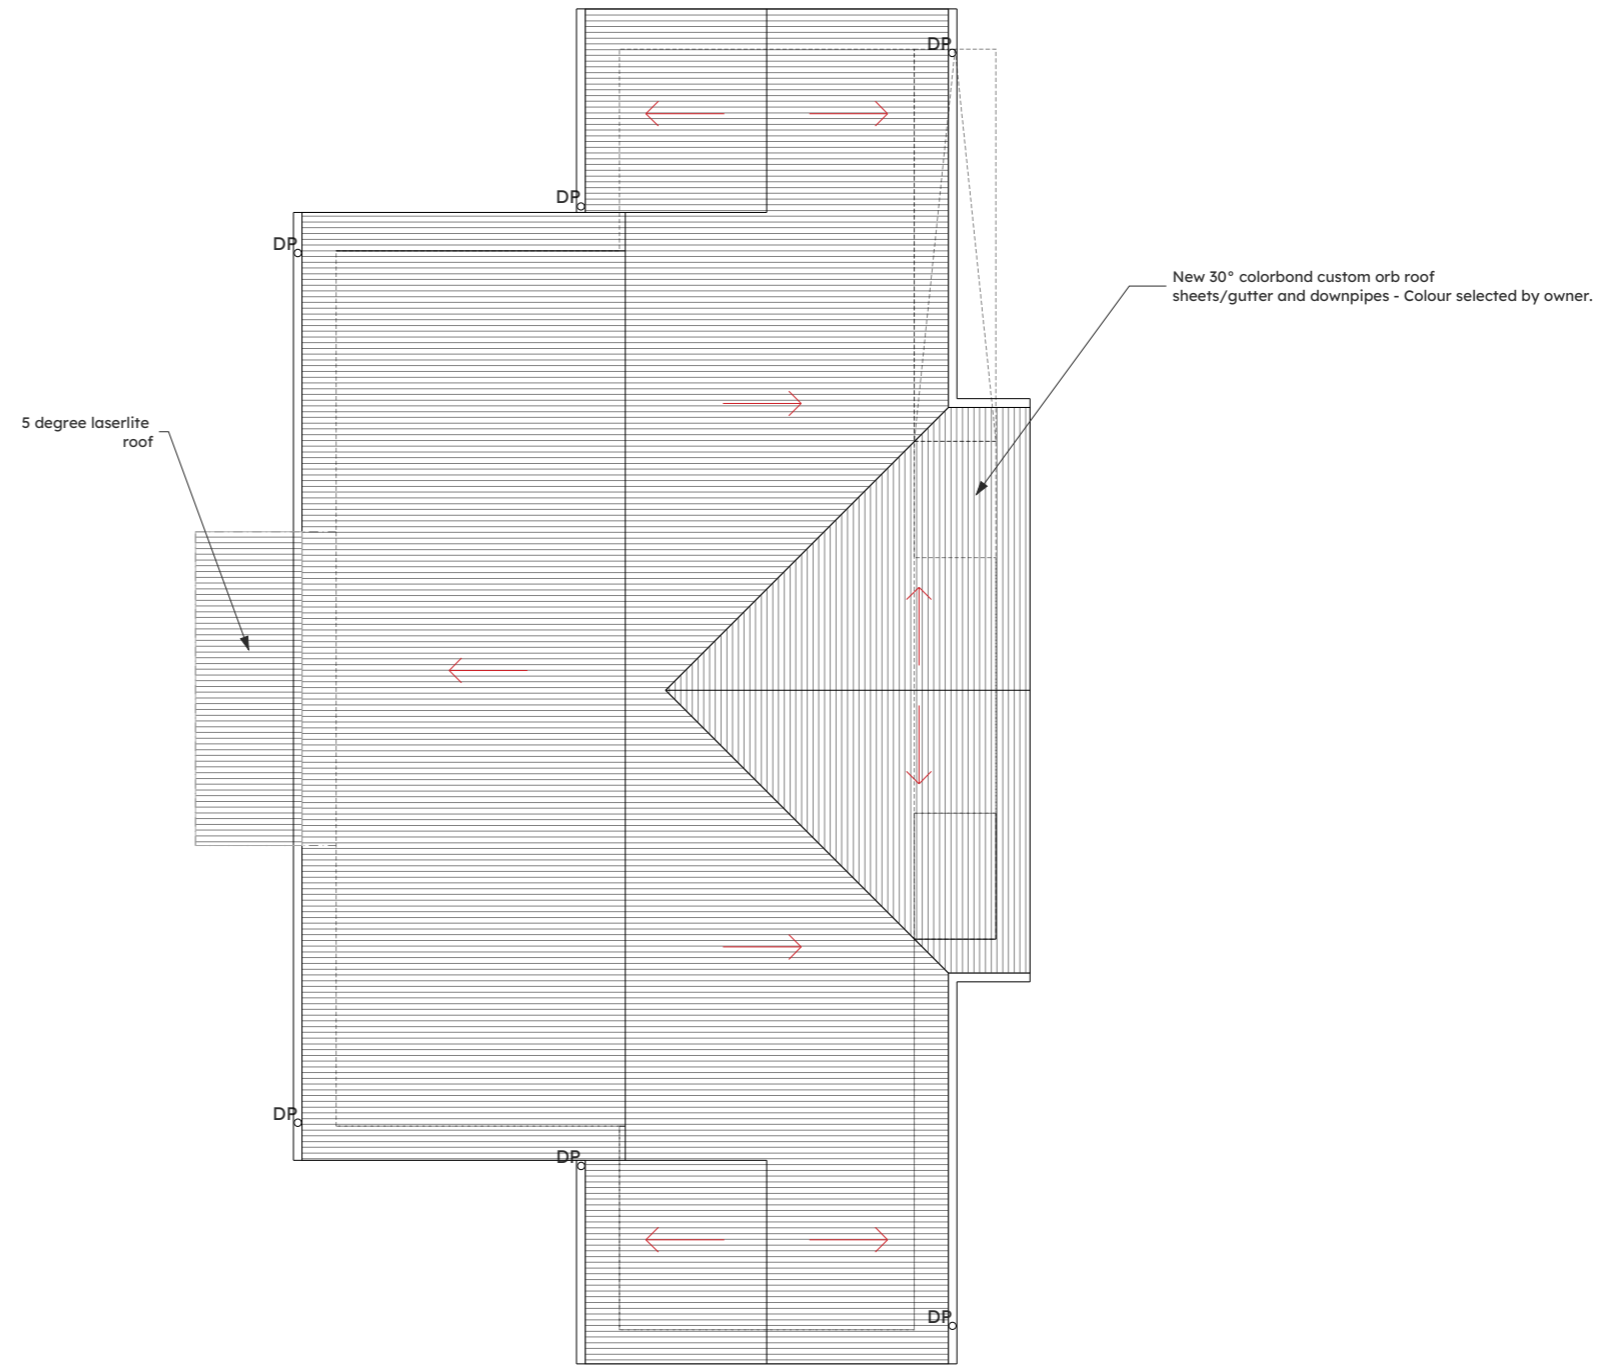 DP
DP
DP
New 30° colorbond custom orb roof
sheets/gutter and downpipes - Colour selected by owner.
5 degree laserlite
roof
DP
DP
DP